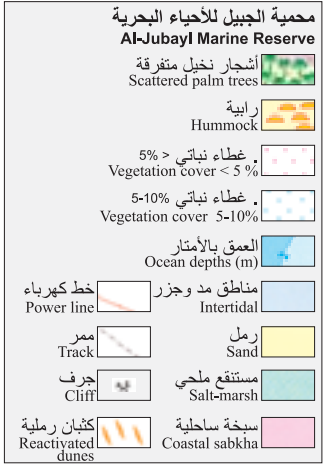 محمية الجبيل للأحياء البحرية
Al-Jubayl Marine Reserve
أشجار نخيل متفرقة
Scattered palm trees
رابية
Hummock
. غطاء نباتي < 5%
Vegetation cover < 5 %
. غطاء نباتي 5-10%
Vegetation cover 5-10%
العمق بالأمتار
Ocean depths (m)
خط كهرباء
Power line
مناطق مد وجزر
Intertidal
ممر
Track
رمل
Sand
جرف
Cliff
مستنقع ملحي
Salt-marsh
كثبان رملية
Reactivated
dunes
سبخة ساحلية
Coastal sabkha